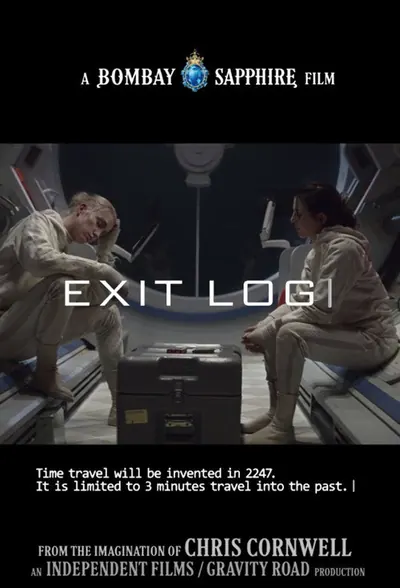 A BOMBAY SAPPHIRE FILM
EXIT LOG|
Time travel will be invented in 2247.
It is limited to 3 minutes travel into the past. |
FROM THE IMAGINATION OF CHRIS CORNWELL
AN INDEPENDENT FILMS / GRAVITY ROAD PRODUCTION